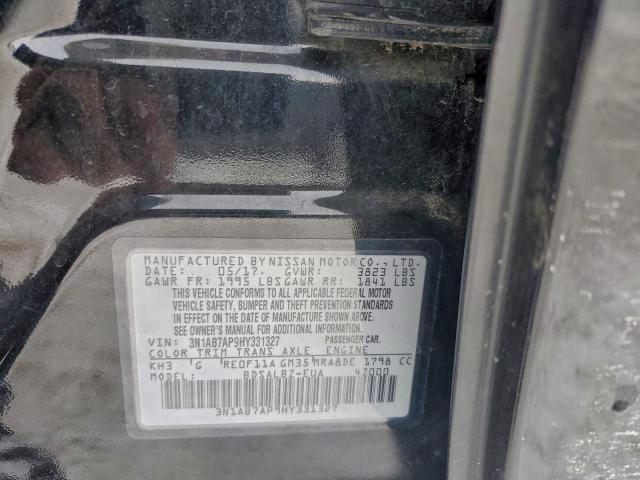 MANUFACTURED BY NISSAN MOTOR CO., LTD.
DATE: 05/17. GVWR: 3823 LBS
GAWR FR: 1995 LBS GAWR RR: 1841 LBS
THIS VEHICLE CONFORMS TO ALL APPLICABLE FEDERAL MOTOR
VEHICLE SAFETY, BUMPER AND THEFT PREVENTION STANDARDS
IN EFFECT ON THE DATE OF MANUFACTURE SHOWN ABOVE.
SEE OWNER'S MANUAL FOR ADDITIONAL INFORMATION.
VIN: 3N1AB7AP9HY331327 PASSENGER CAR.
COLOR TRIM TRANS AXLE ENGINE
KH3 G RE0F11A GM35 MRA8DE 1798 CC
BDSALB7-EUA 47000
3N1AB7AP9HY331327